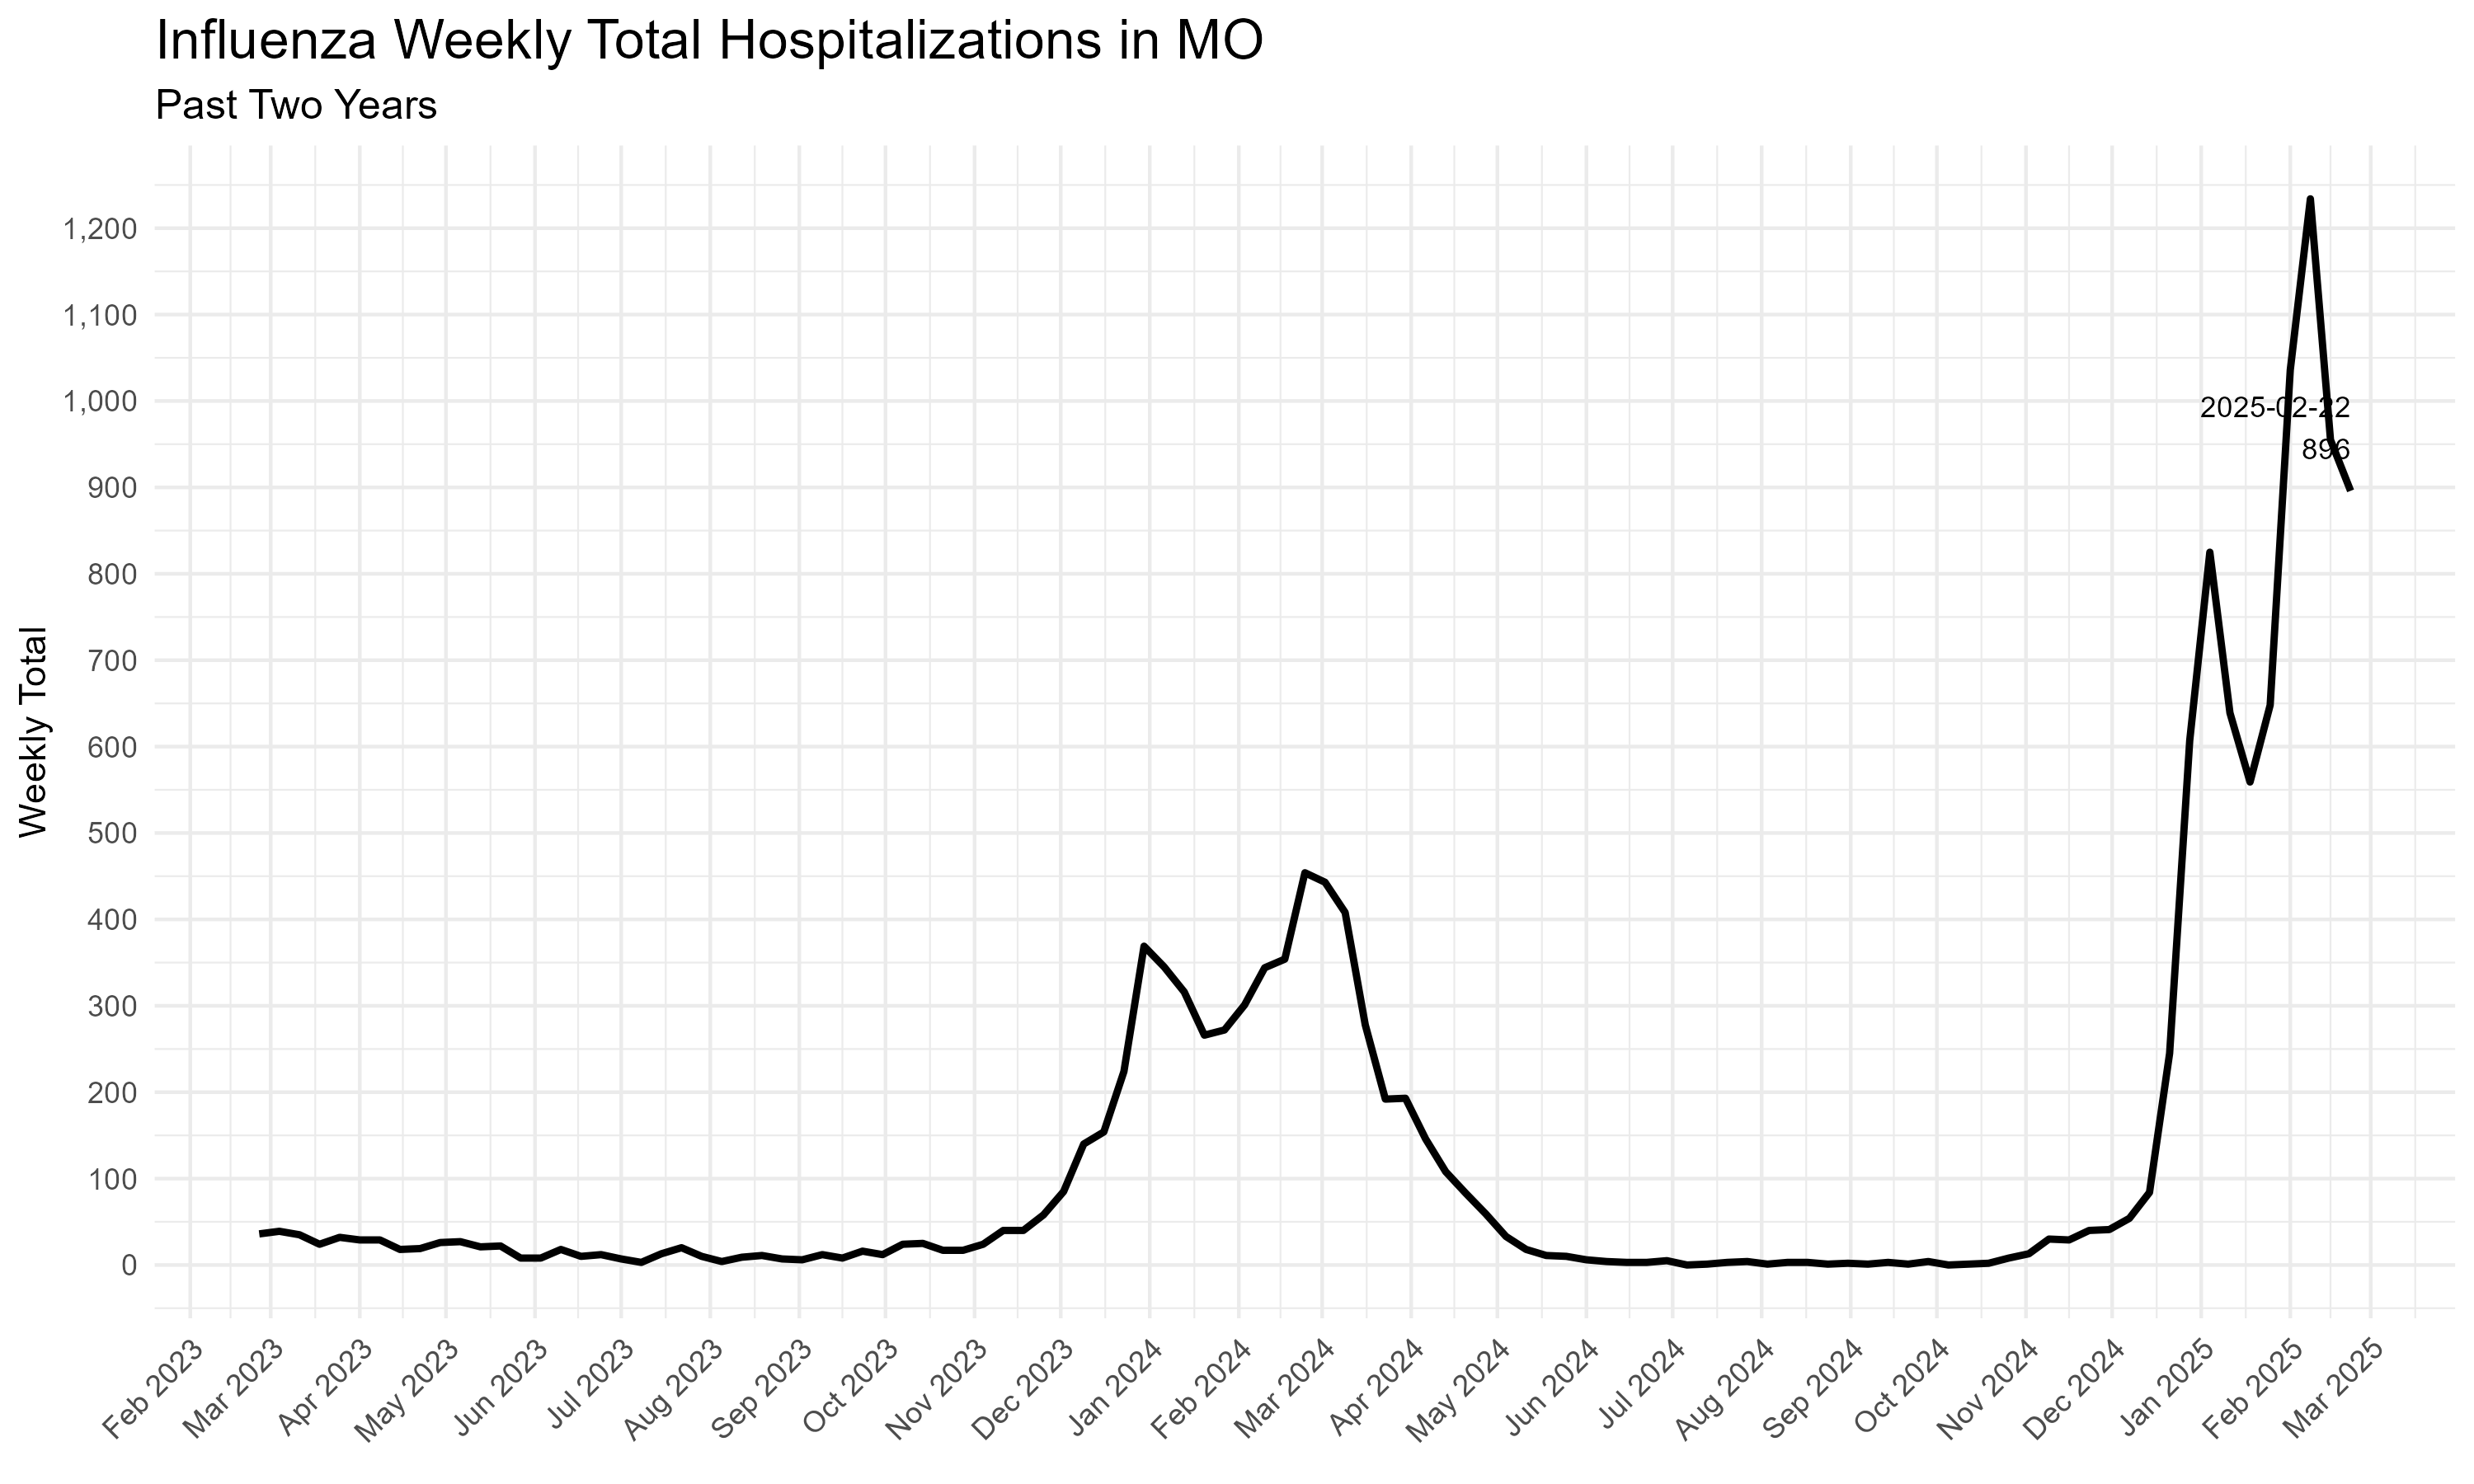 Influenza Weekly Total Hospitalizations in MO
Past Two Years
Weekly Total
1,200
1,100
1,000
900
800
700
600
500
400
300
200
100
0
2025-02-22
896
Feb 2023
Mar 2023
Apr 2023
May 2023
Jun 2023
Jul 2023
Aug 2023
Sep 2023
Oct 2023
Nov 2023
Dec 2023
Jan 2024
Feb 2024
Mar 2024
Apr 2024
May 2024
Jun 2024
Jul 2024
Aug 2024
Sep 2024
Oct 2024
Nov 2024
Dec 2024
Jan 2025
Feb 2025
Mar 2025